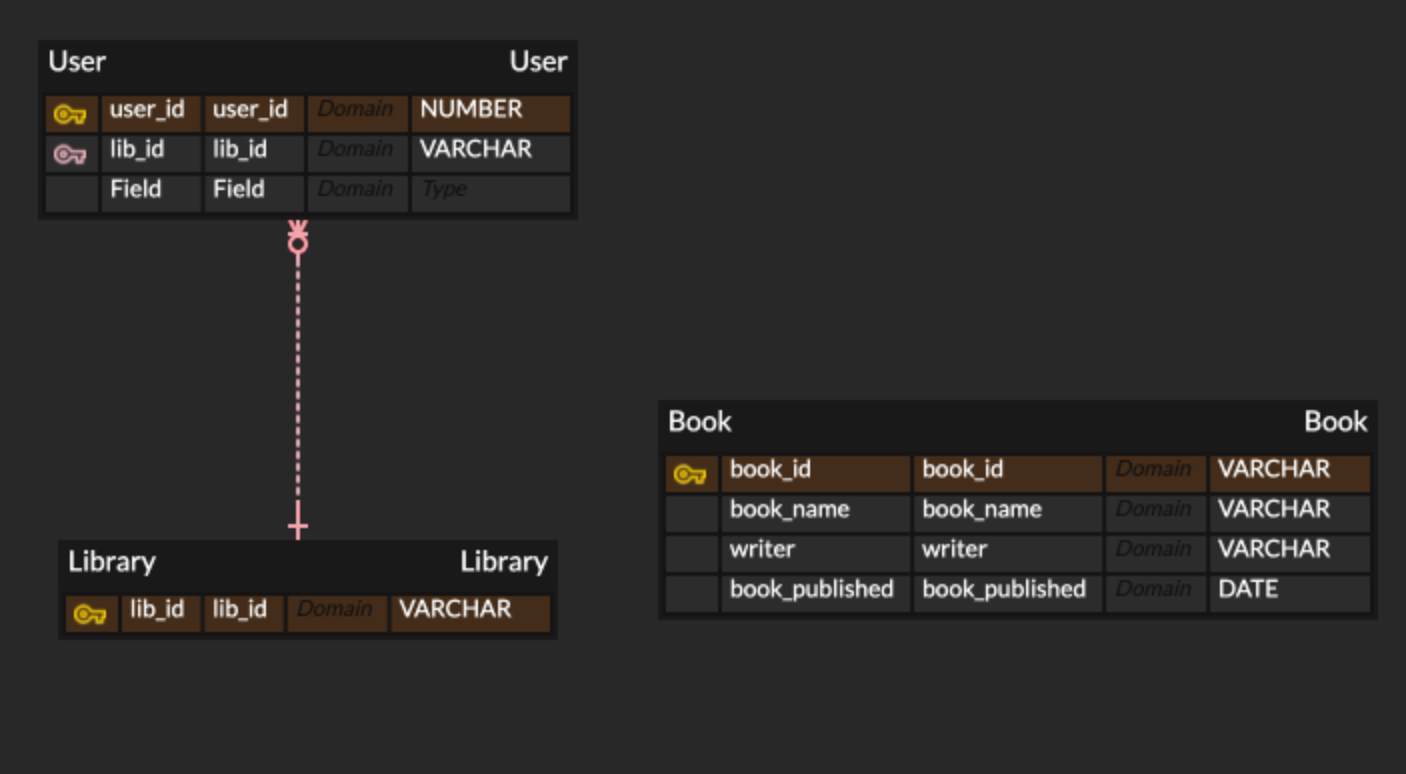 User User
user_id user_id Domain NUMBER
lib_id lib_id Domain VARCHAR
Field Field Domain Type
Book Book
book_id book_id Domain VARCHAR
book_name book_name Domain VARCHAR
writer writer Domain VARCHAR
book_published book_published Domain DATE
Library Library
lib_id lib_id Domain VARCHAR